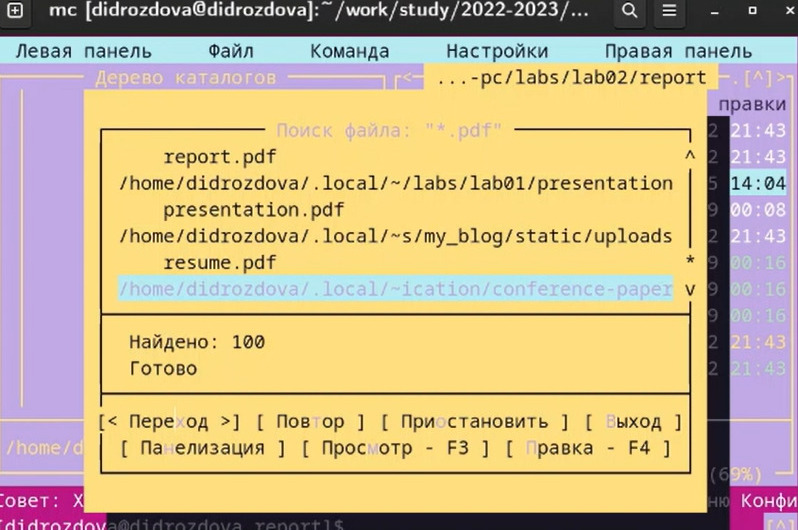 mc [didrozdova@didrozdova]:~/work/study/2022-2023/...
Левая панель Файл Команда Настройки Правая панель
Дерево каталогов <— ...-pc/labs/lab02/report .[^]>
правки
Поиск файла: "*.pdf"
2 21:43
report.pdf ^ 2 21:43
/home/didrozdova/.local/~/labs/lab01/presentation 5 14:04
presentation.pdf 9 00:08
/home/didrozdova/.local/~s/my_blog/static/uploads 2 21:43
resume.pdf * 9 00:16
/home/didrozdova/.local/~ication/conference-paper v 9 00:16
9 00:16
Найдено: 100 2 21:43
Готово 2 21:43
[< Переход >] [ Повтор ] [ Приостановить ] [ Выход ]
/home/d [ Панелизация ] [ Просмотр - F3 ] [ Правка - F4 ]
(69%)
Совет: Х ню Конфи
[didrozdova@didrozdova report]$ [^]